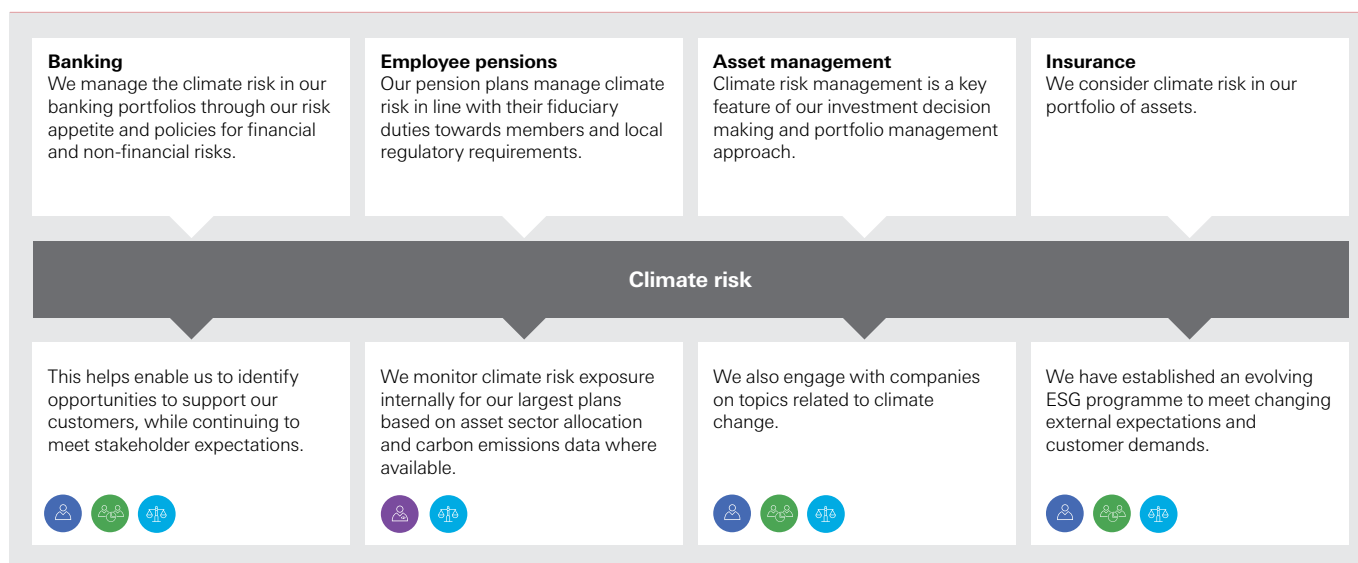 Banking
We manage the climate risk in our
banking portfolios through our risk
appetite and policies for financial
and non-financial risks.
Employee pensions
Our pension plans manage climate
risk in line with their fiduciary
duties towards members and local
regulatory requirements.
Asset management
Climate risk management is a key
feature of our investment decision
making and portfolio management
approach.
Insurance
We consider climate risk in our
portfolio of assets.
Climate risk
This helps enable us to identify
opportunities to support our
customers, while continuing to
meet stakeholder expectations.
We monitor climate risk exposure
internally for our largest plans
based on asset sector allocation
and carbon emissions data where
available.
We also engage with companies
on topics related to climate
change.
We have established an evolving
ESG programme to meet changing
external expectations and
customer demands.